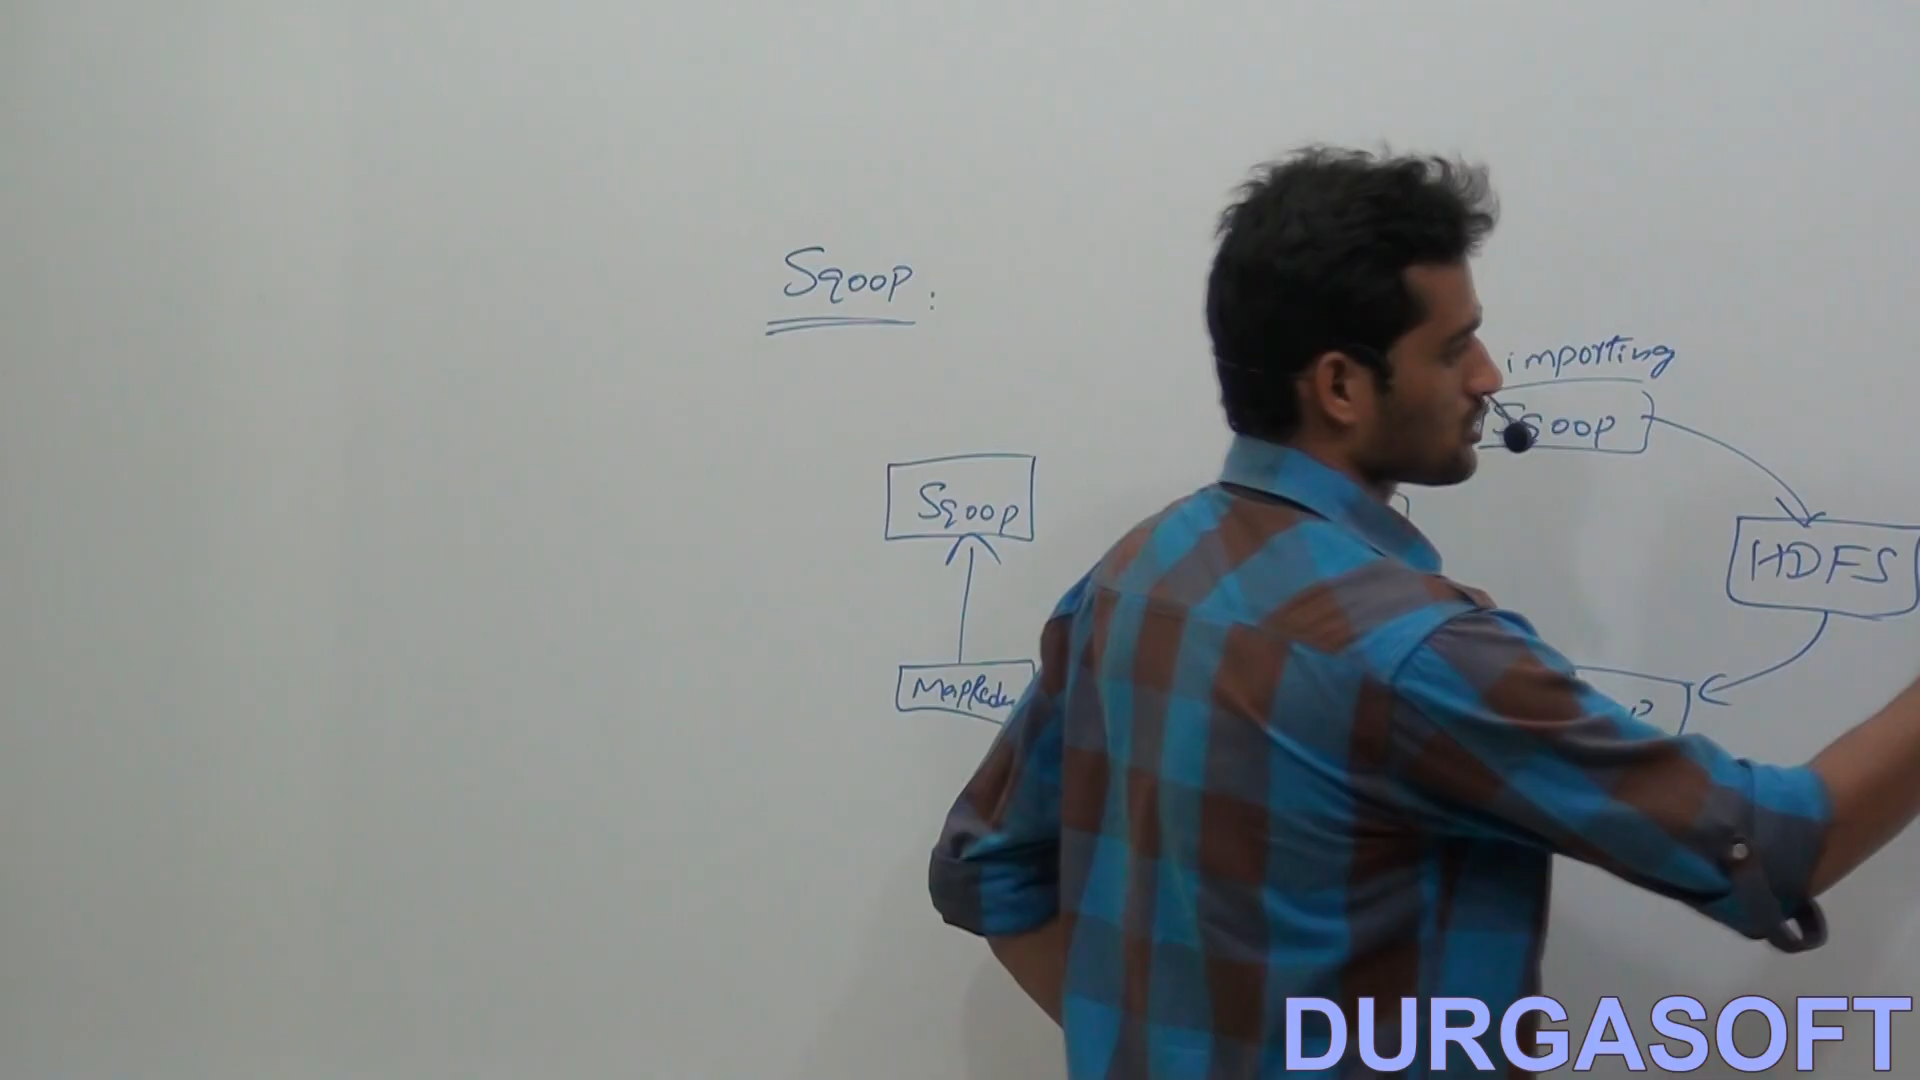 Sqoop :
importing
Sqoop
Sqoop
HDFS
DURGASOFT